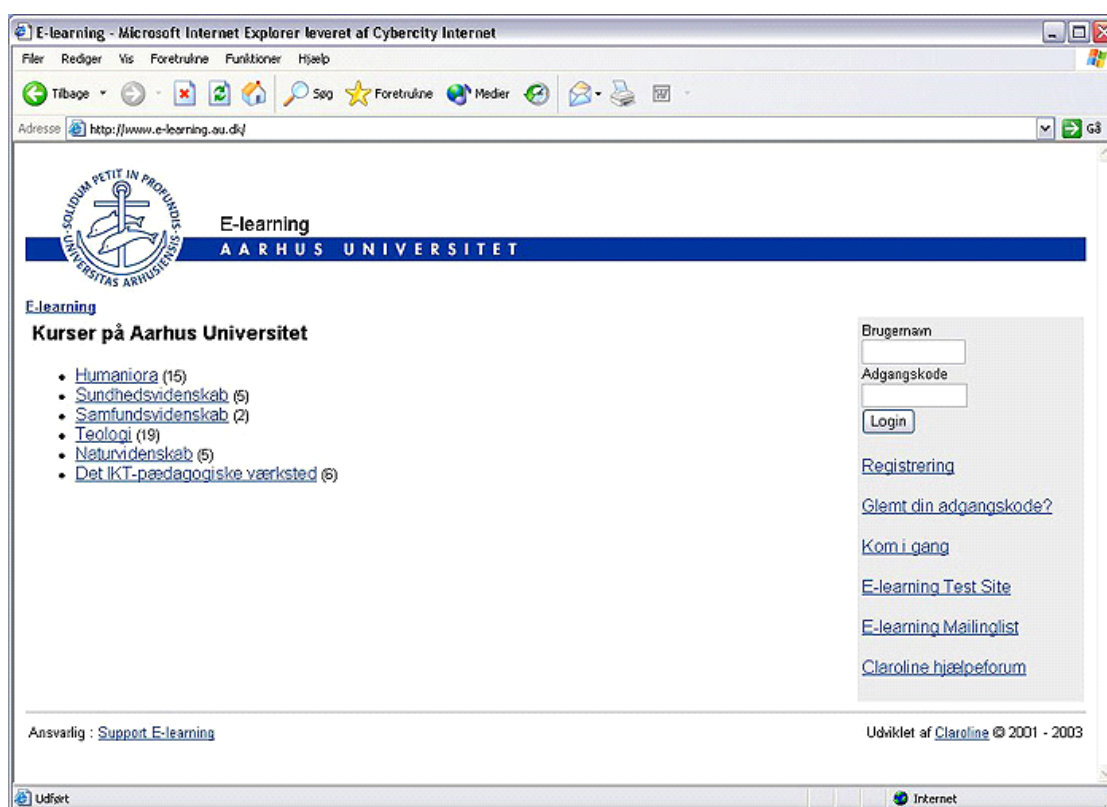 E-learning - Microsoft Internet Explorer leveret af Cybercity Internet
Filer Rediger Vis Foretrukne Funktioner Hjælp
Tilbage Søg Foretrukne Medier
Adresse http://www.e-learning.au.dk/ Gå
SOLIDUM PETIT IN PROFUNDIS
UNIVERSITAS ARHUSIENSIS
E-learning
AARHUS UNIVERSITET
E-learning
Kurser på Aarhus Universitet
• Humaniora (15)
• Sundhedsvidenskab (5)
• Samfundsvidenskab (2)
• Teologi (19)
• Naturvidenskab (5)
• Det IKT-pædagogiske værksted (6)
Brugernavn
Adgangskode
Login
Registrering
Glemt din adgangskode?
Kom i gang
E-learning Test Site
E-learning Mailinglist
Claroline hjælpeforum
Ansvarlig : Support E-learning
Udviklet af Claroline © 2001 - 2003
Udført Internet